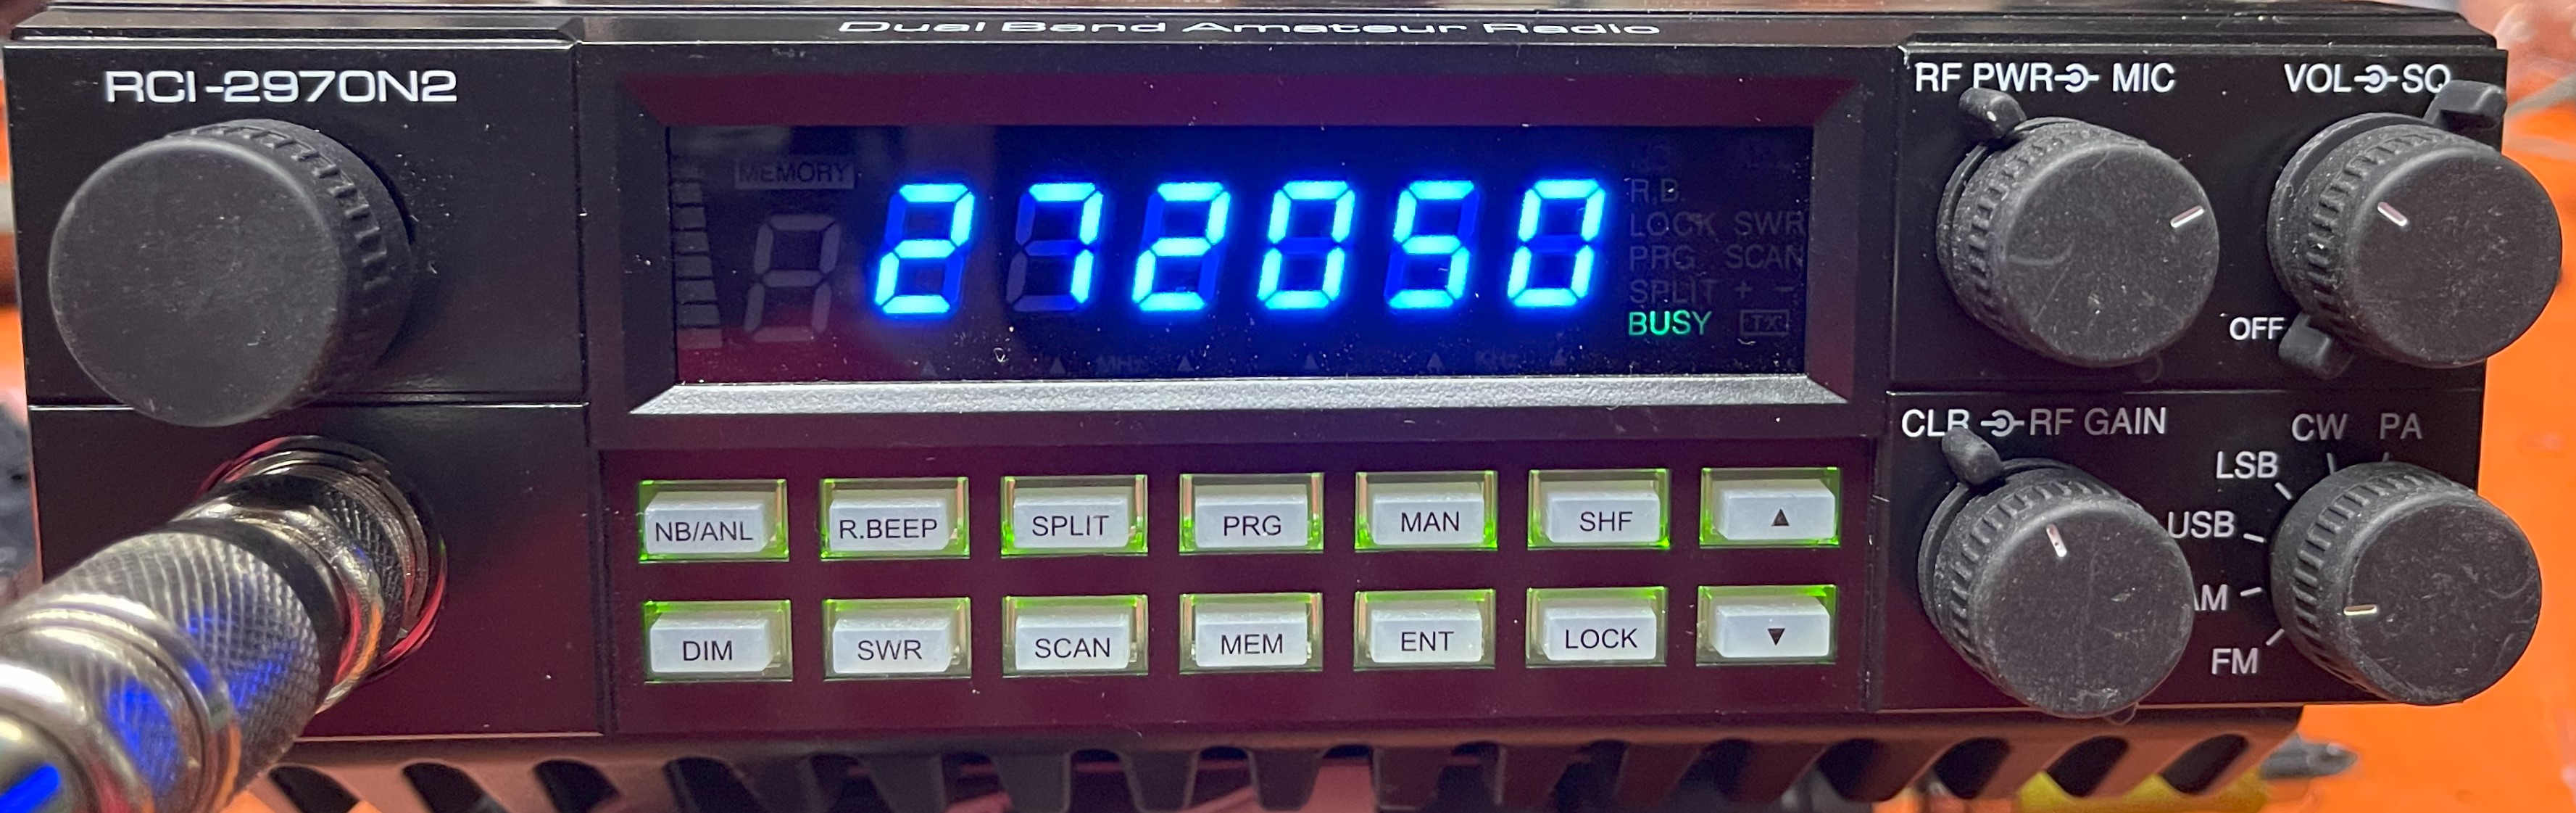 Dual Band Amateur Radio
RCI-2970N2
MEMORY
272050
R.B.
LOCK SWR
PRG SCAN
SPLIT + -
BUSY TX
MHz KHz
RF PWR MIC
VOL SQ
OFF
CLR RF GAIN
CW PA
LSB
USB
AM
FM
NB/ANL R.BEEP SPLIT PRG MAN SHF ▲
DIM SWR SCAN MEM ENT LOCK ▼